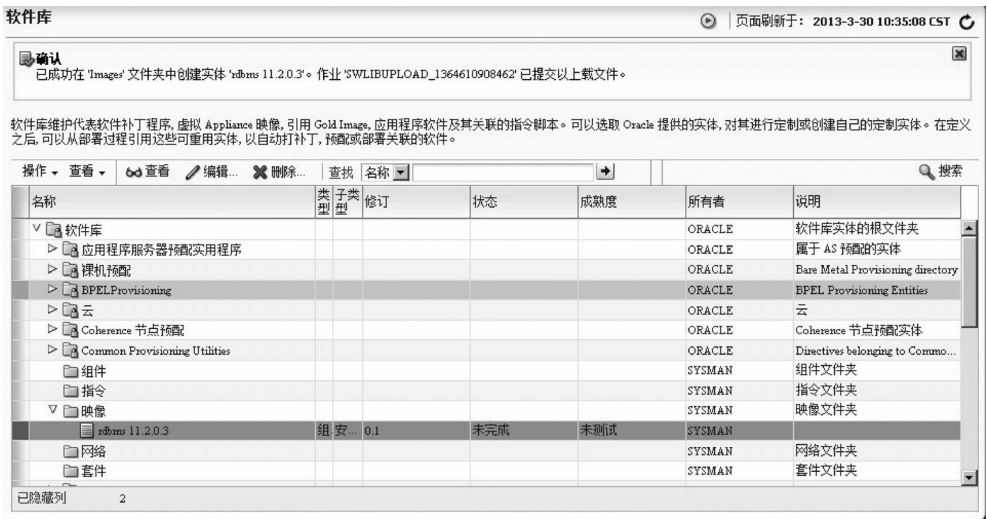 软件库
页面刷新于: 2013-3-30 10:35:08 CST
确认
已成功在 'Images' 文件夹中创建实体 'rdbms 11.2.0.3'。作业 'SWLIBUPLOAD_1364610908462' 已提交以上载文件。
软件库维护代表软件补丁程序, 虚拟 Appliance 映像, 引用 Gold Image, 应用程序软件及其关联的指令脚本。可以选取 Oracle 提供的实体, 对其进行定制或创建自己的定制实体。在定义
之后, 可以从部署过程引用这些可重用实体, 以自动打补丁, 预配或部署关联的软件。
操作 查看 查看 编辑... 删除... 查找 名称 搜索
名称 类型 子类型 修订 状态 成熟度 所有者 说明
软件库 ORACLE 软件库实体的根文件夹
应用程序服务器预配实用程序 ORACLE 属于 AS 预配的实体
裸机预配 ORACLE Bare Metal Provisioning directory
BPELProvisioning ORACLE BPEL Provisioning Entities
云 ORACLE 云
Coherence 节点预配 ORACLE Coherence 节点预配实体
Common Provisioning Utilities ORACLE Directives belonging to Commo...
组件 SYSMAN 组件文件夹
指令 SYSMAN 指令文件夹
映像 SYSMAN 映像文件夹
rdbms 11.2.0.3 组 安... 0.1 未完成 未测试 SYSMAN
网络 SYSMAN 网络文件夹
套件 SYSMAN 套件文件夹
已隐藏列 2